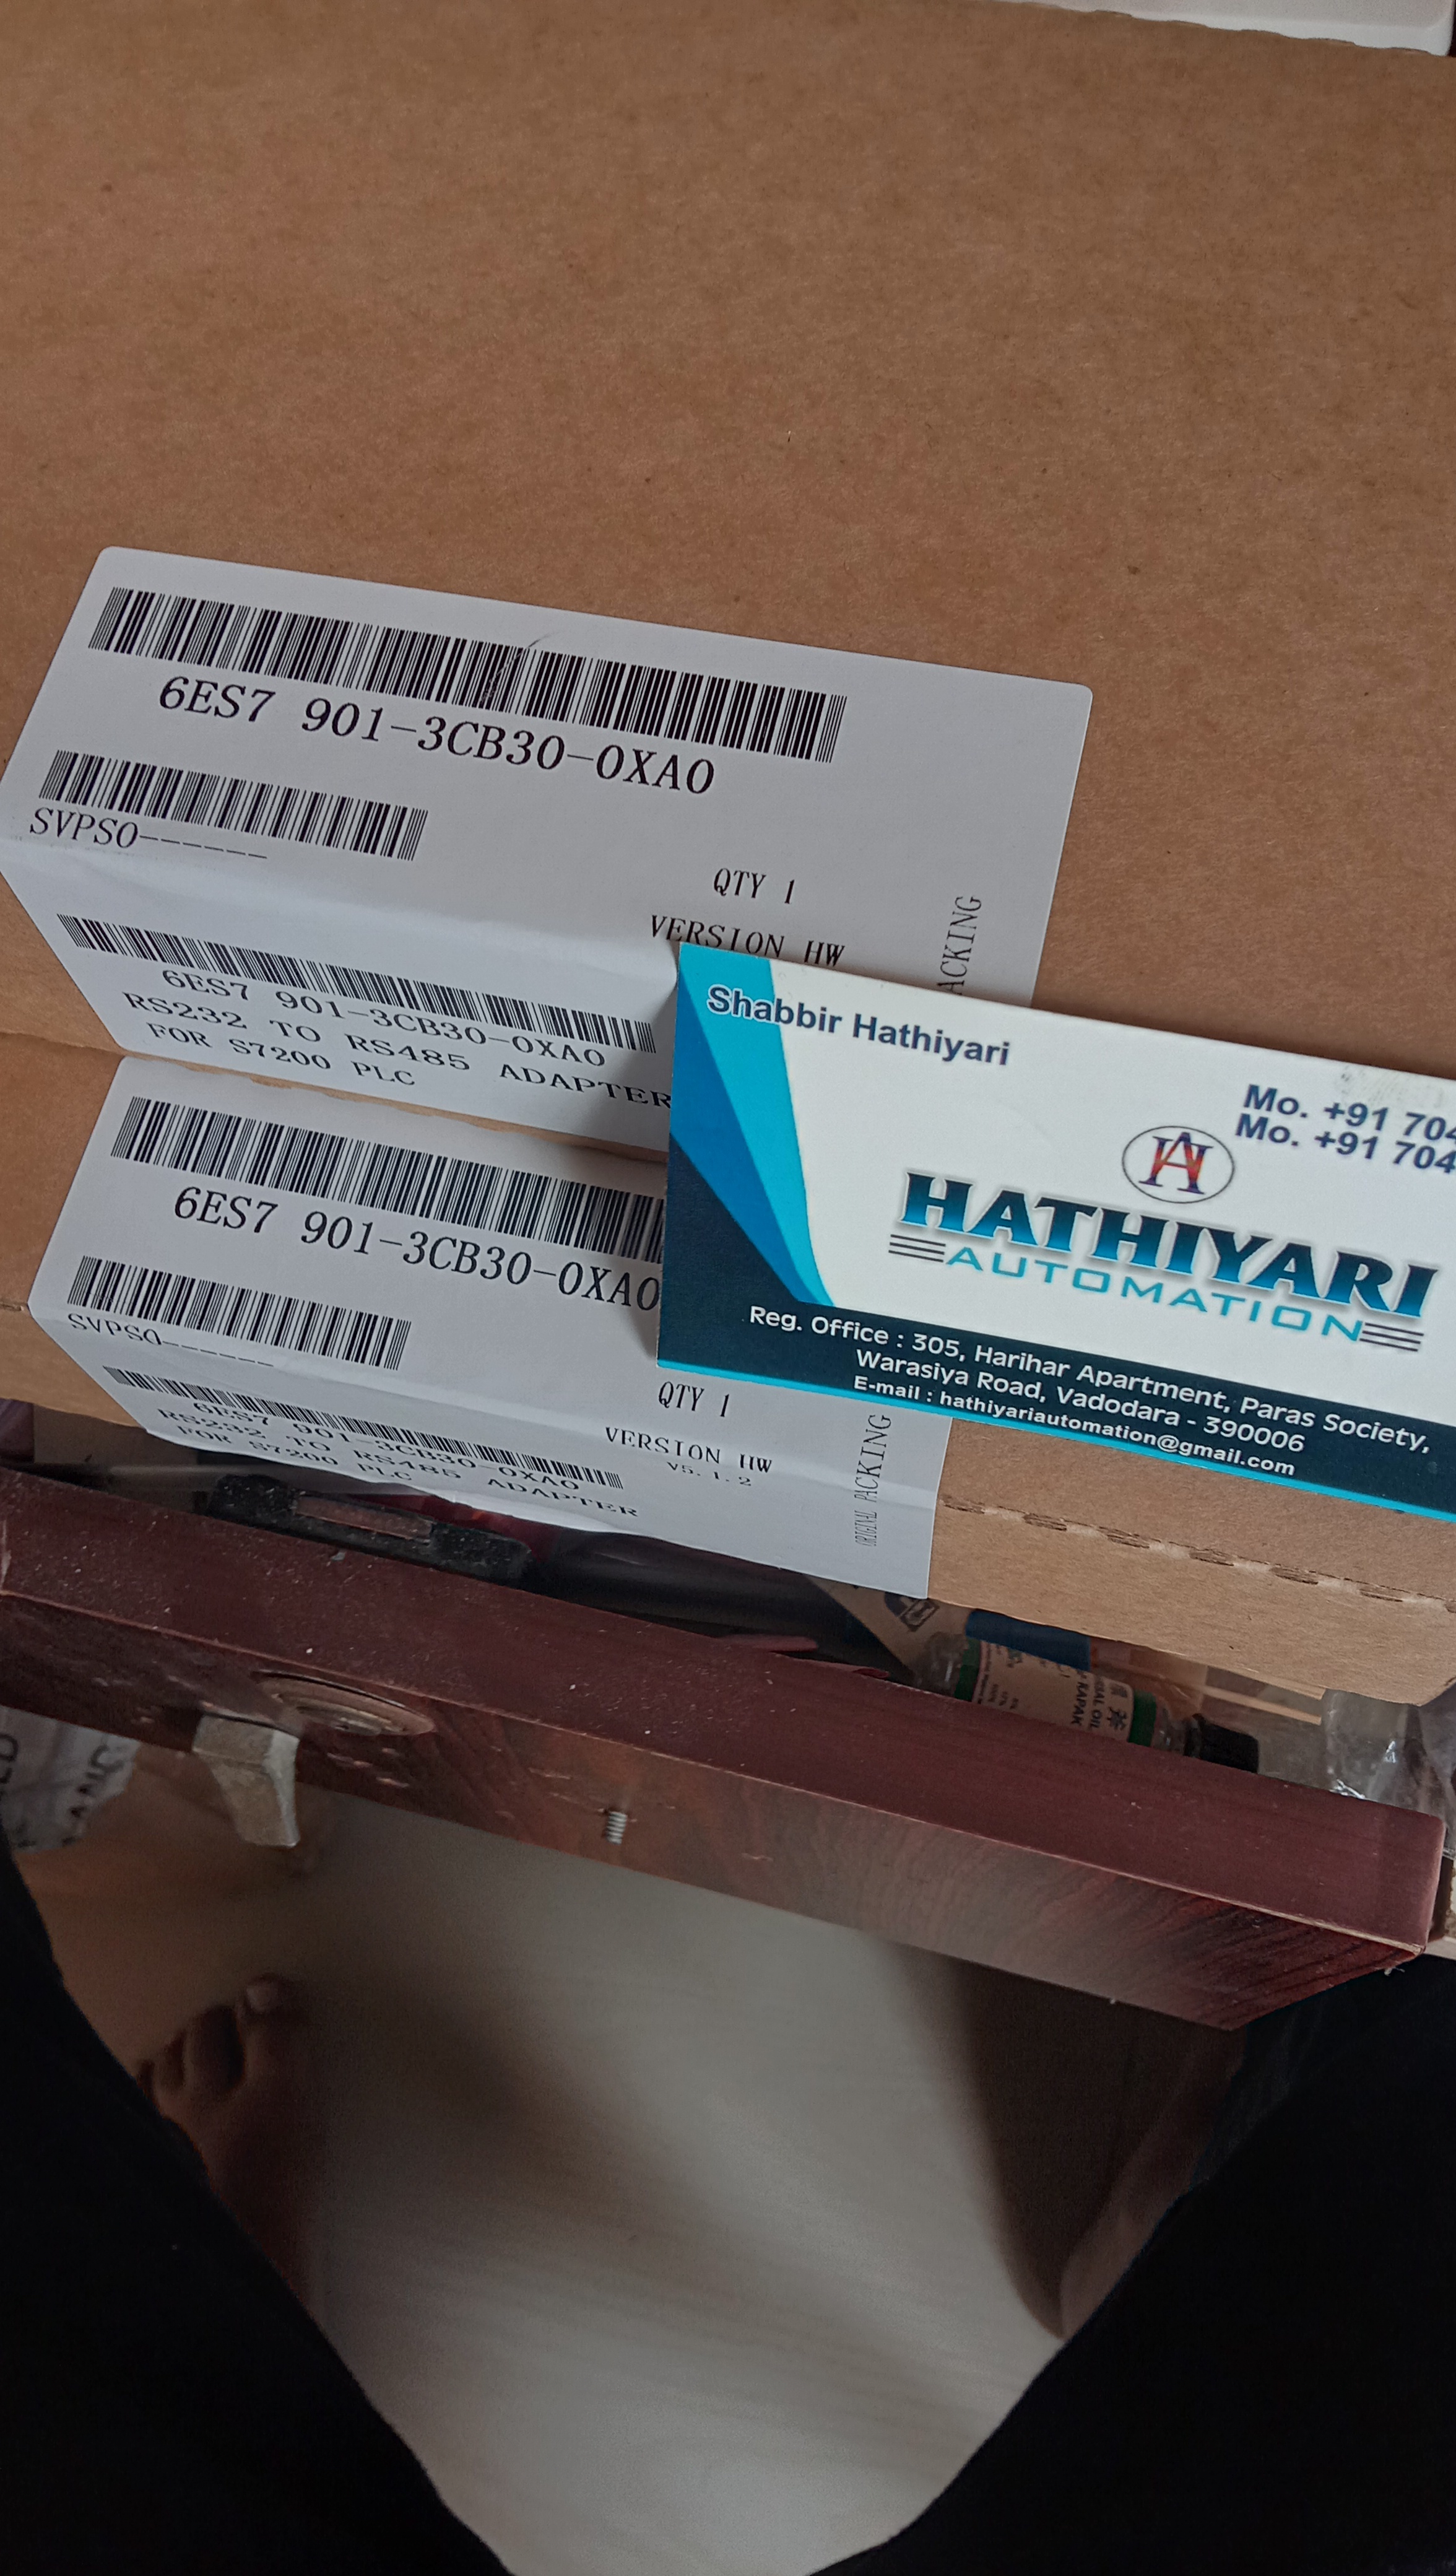 6ES7 901-3CB30-0XA0
SVPS0------
QTY 1
VERSION HW
ACKING
6ES7 901-3CB30-0XA0
RS232 TO RS485 ADAPTER
FOR S7200 PLC
6ES7 901-3CB30-0XA0
SVPS0------
QTY 1
VERSION HW
V5.1.2
ORIGINAL PACKING
6ES7 901-3CB30-0XA0
RS232 TO RS485 ADAPTER
FOR S7200 PLC
Shabbir Hathiyari
Mo. +91 704
Mo. +91 704
HA
HATHIYARI
AUTOMATION
Reg. Office : 305, Harihar Apartment, Paras Society,
Warasiya Road, Vadodara - 390006
E-mail : hathiyariautomation@gmail.com